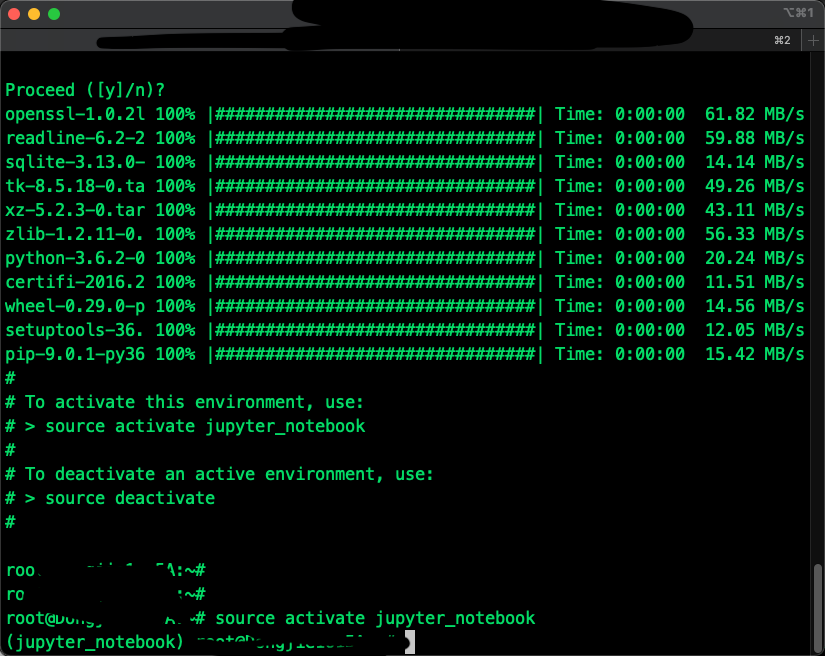 ⌥⌘1
⌘2 +
Proceed ([y]/n)?
openssl-1.0.2l 100% |################################| Time: 0:00:00  61.82 MB/s
readline-6.2-2 100% |################################| Time: 0:00:00  59.88 MB/s
sqlite-3.13.0- 100% |################################| Time: 0:00:00  14.14 MB/s
tk-8.5.18-0.ta 100% |################################| Time: 0:00:00  49.26 MB/s
xz-5.2.3-0.tar 100% |################################| Time: 0:00:00  43.11 MB/s
zlib-1.2.11-0. 100% |################################| Time: 0:00:00  56.33 MB/s
python-3.6.2-0 100% |################################| Time: 0:00:00  20.24 MB/s
certifi-2016.2 100% |################################| Time: 0:00:00  11.51 MB/s
wheel-0.29.0-p 100% |################################| Time: 0:00:00  14.56 MB/s
setuptools-36. 100% |################################| Time: 0:00:00  12.05 MB/s
pip-9.0.1-py36 100% |################################| Time: 0:00:00  15.42 MB/s
#
# To activate this environment, use:
# > source activate jupyter_notebook
#
# To deactivate an active environment, use:
# > source deactivate
#
:~#
:~#
~# source activate jupyter_notebook
(jupyter_notebook)